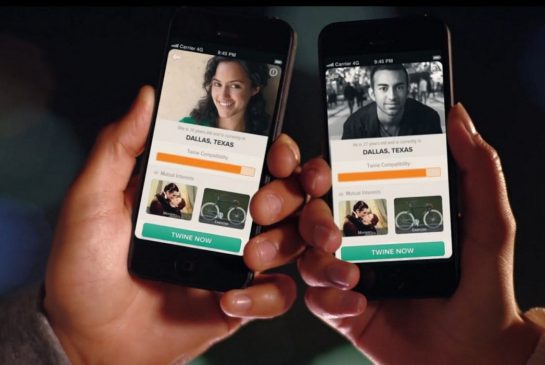 Carrier 4G 9:45 PM
She is 26 years old and is currently in
DALLAS, TEXAS
Twine Compatibility
Mutual Interests
Movies
Exercise
TWINE NOW
Carrier 4G 9:45 PM
He is 27 years old and is currently in
DALLAS, TEXAS
Twine Compatibility
Mutual Interests
Movies
Exercise
TWINE NOW